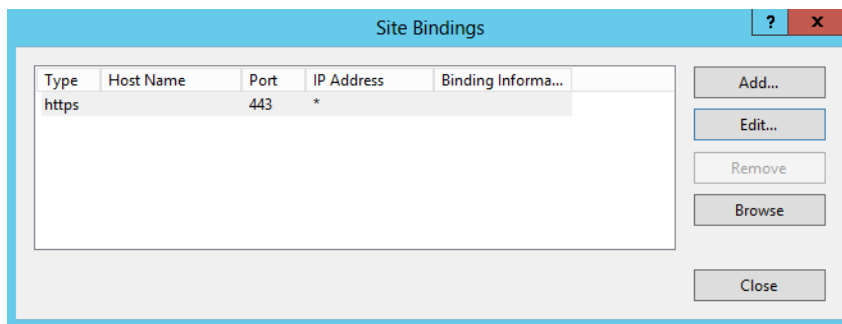 Site Bindings
? x
Type Host Name Port IP Address Binding Informa...
https 443 *
Add...
Edit...
Remove
Browse
Close